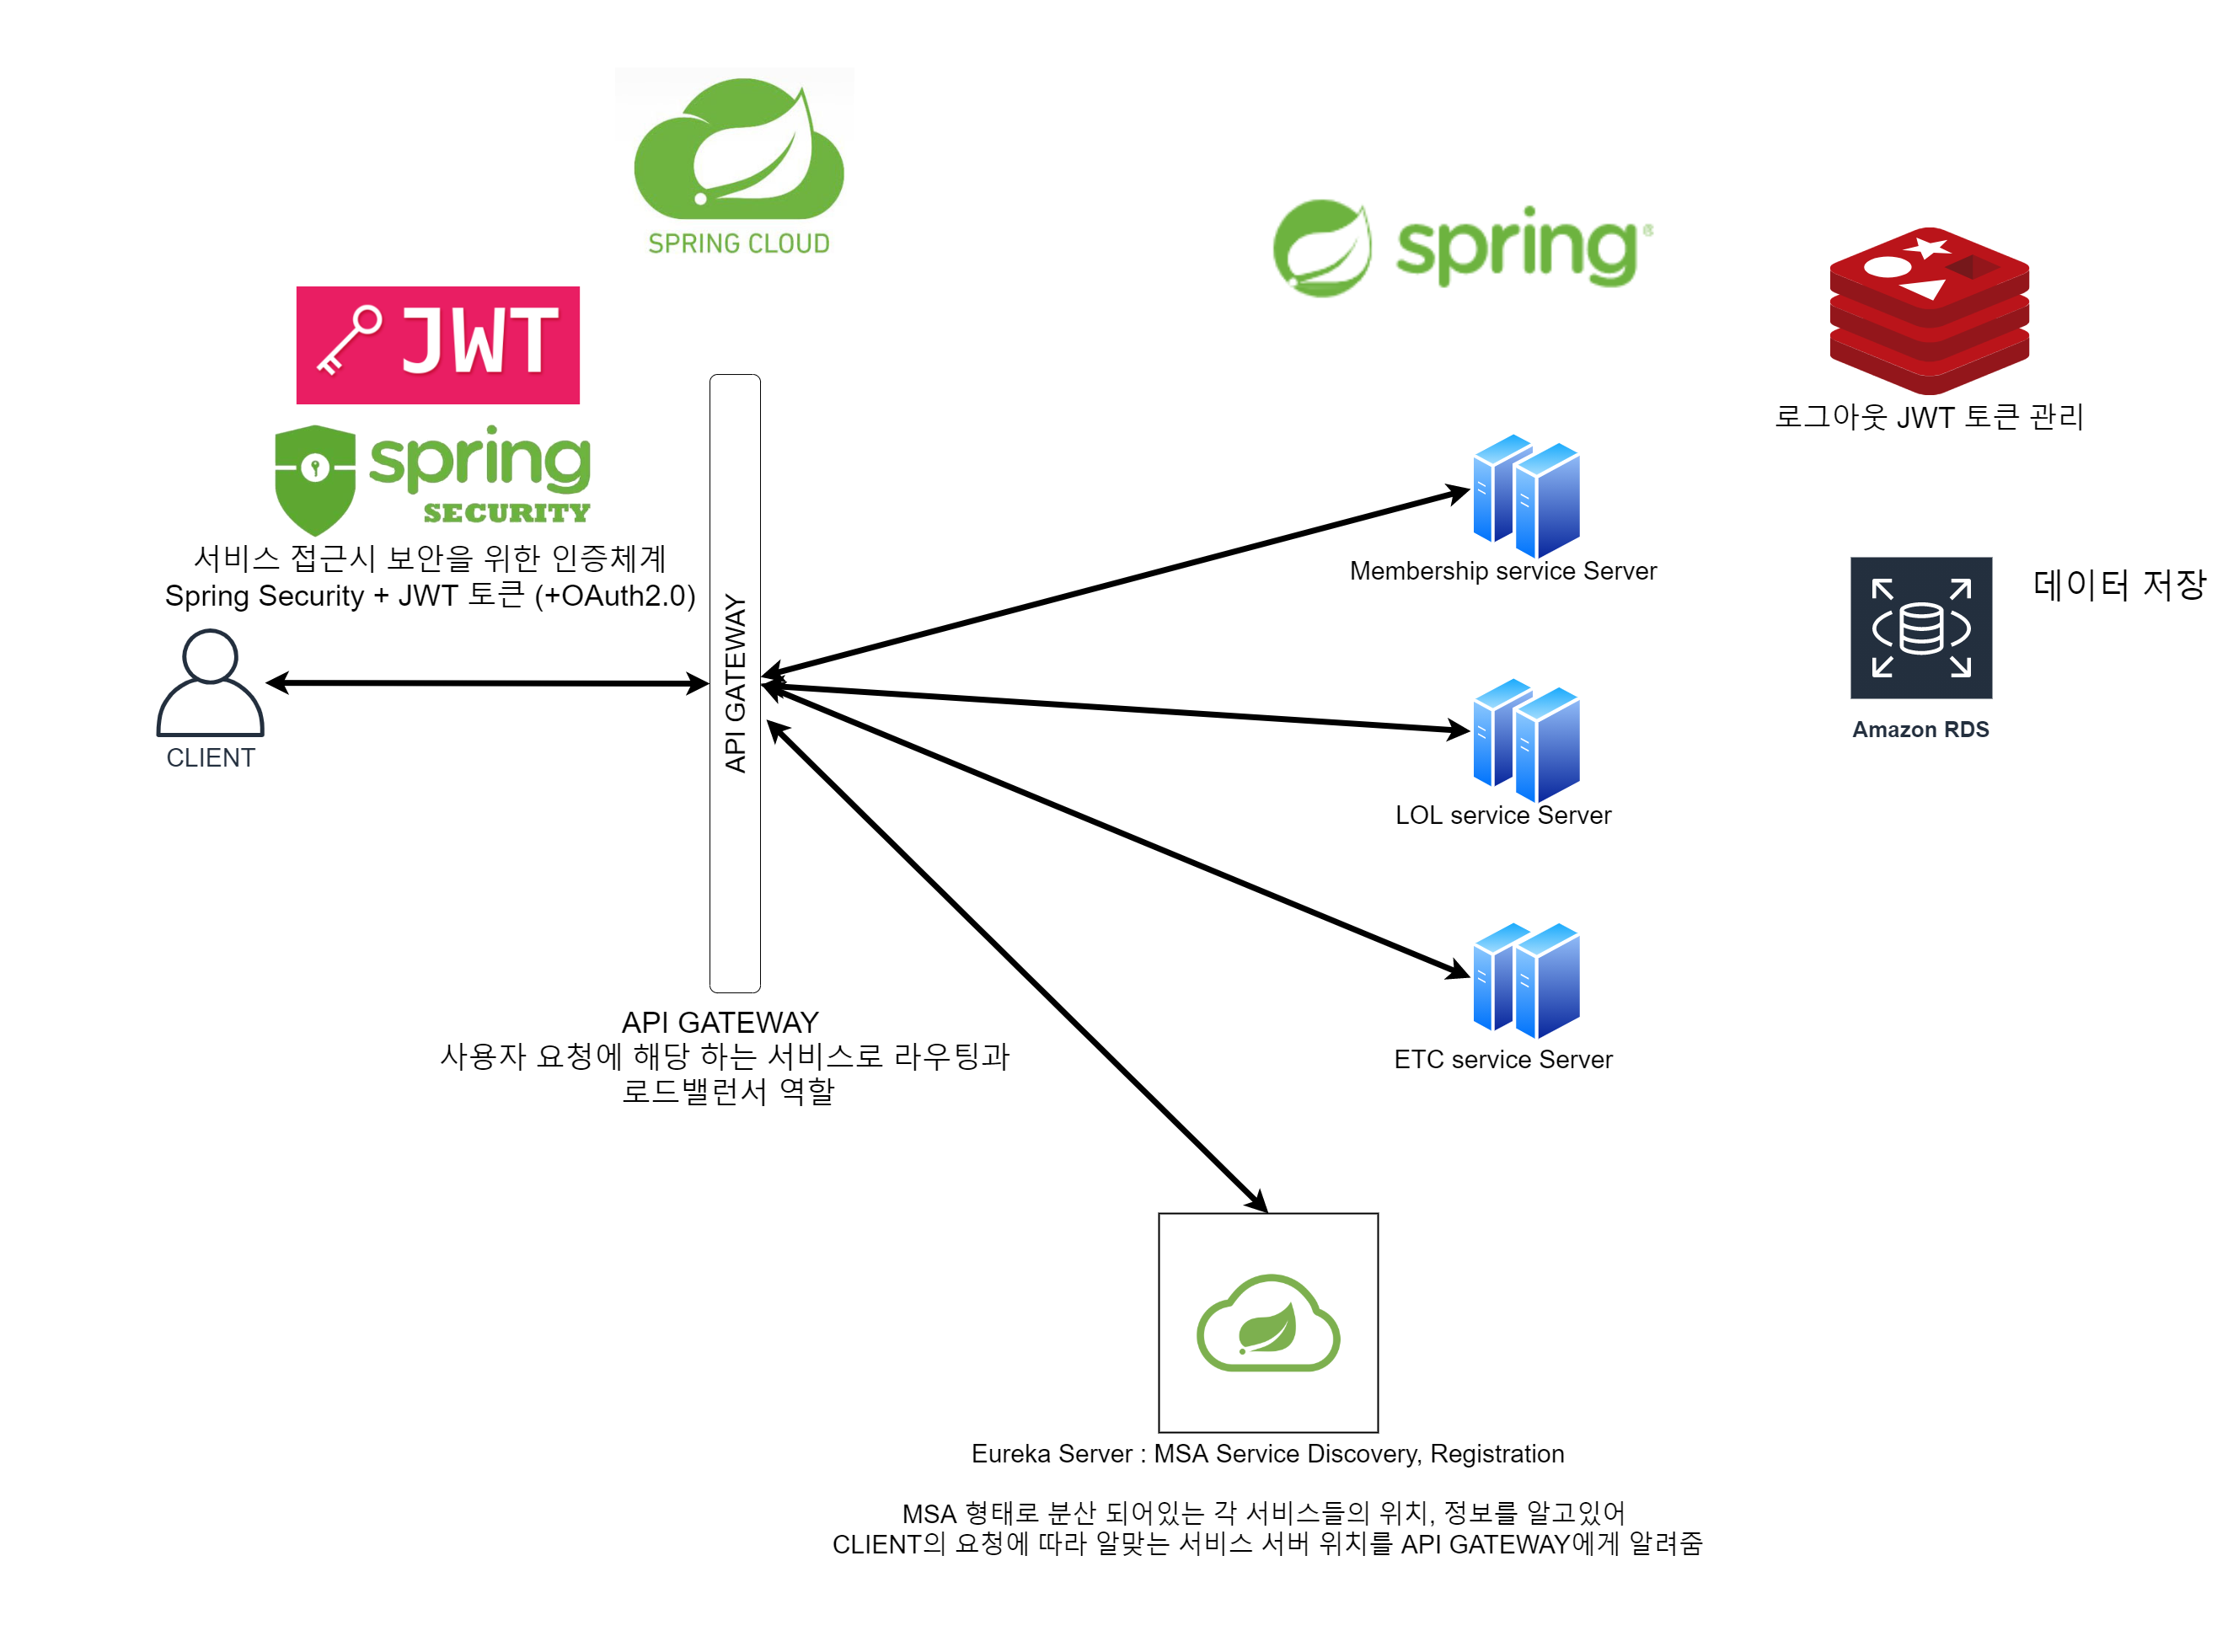 SPRING CLOUD
spring®
JWT
spring
SECURITY
서비스 접근시 보안을 위한 인증체계
Spring Security + JWT 토큰 (+OAuth2.0)
CLIENT
API GATEWAY
API GATEWAY
사용자 요청에 해당 하는 서비스로 라우팅과
로드밸런서 역할
Membership service Server
LOL service Server
ETC service Server
로그아웃 JWT 토큰 관리
데이터 저장
Amazon RDS
Eureka Server : MSA Service Discovery, Registration
MSA 형태로 분산 되어있는 각 서비스들의 위치, 정보를 알고있어
CLIENT의 요청에 따라 알맞는 서비스 서버 위치를 API GATEWAY에게 알려줌